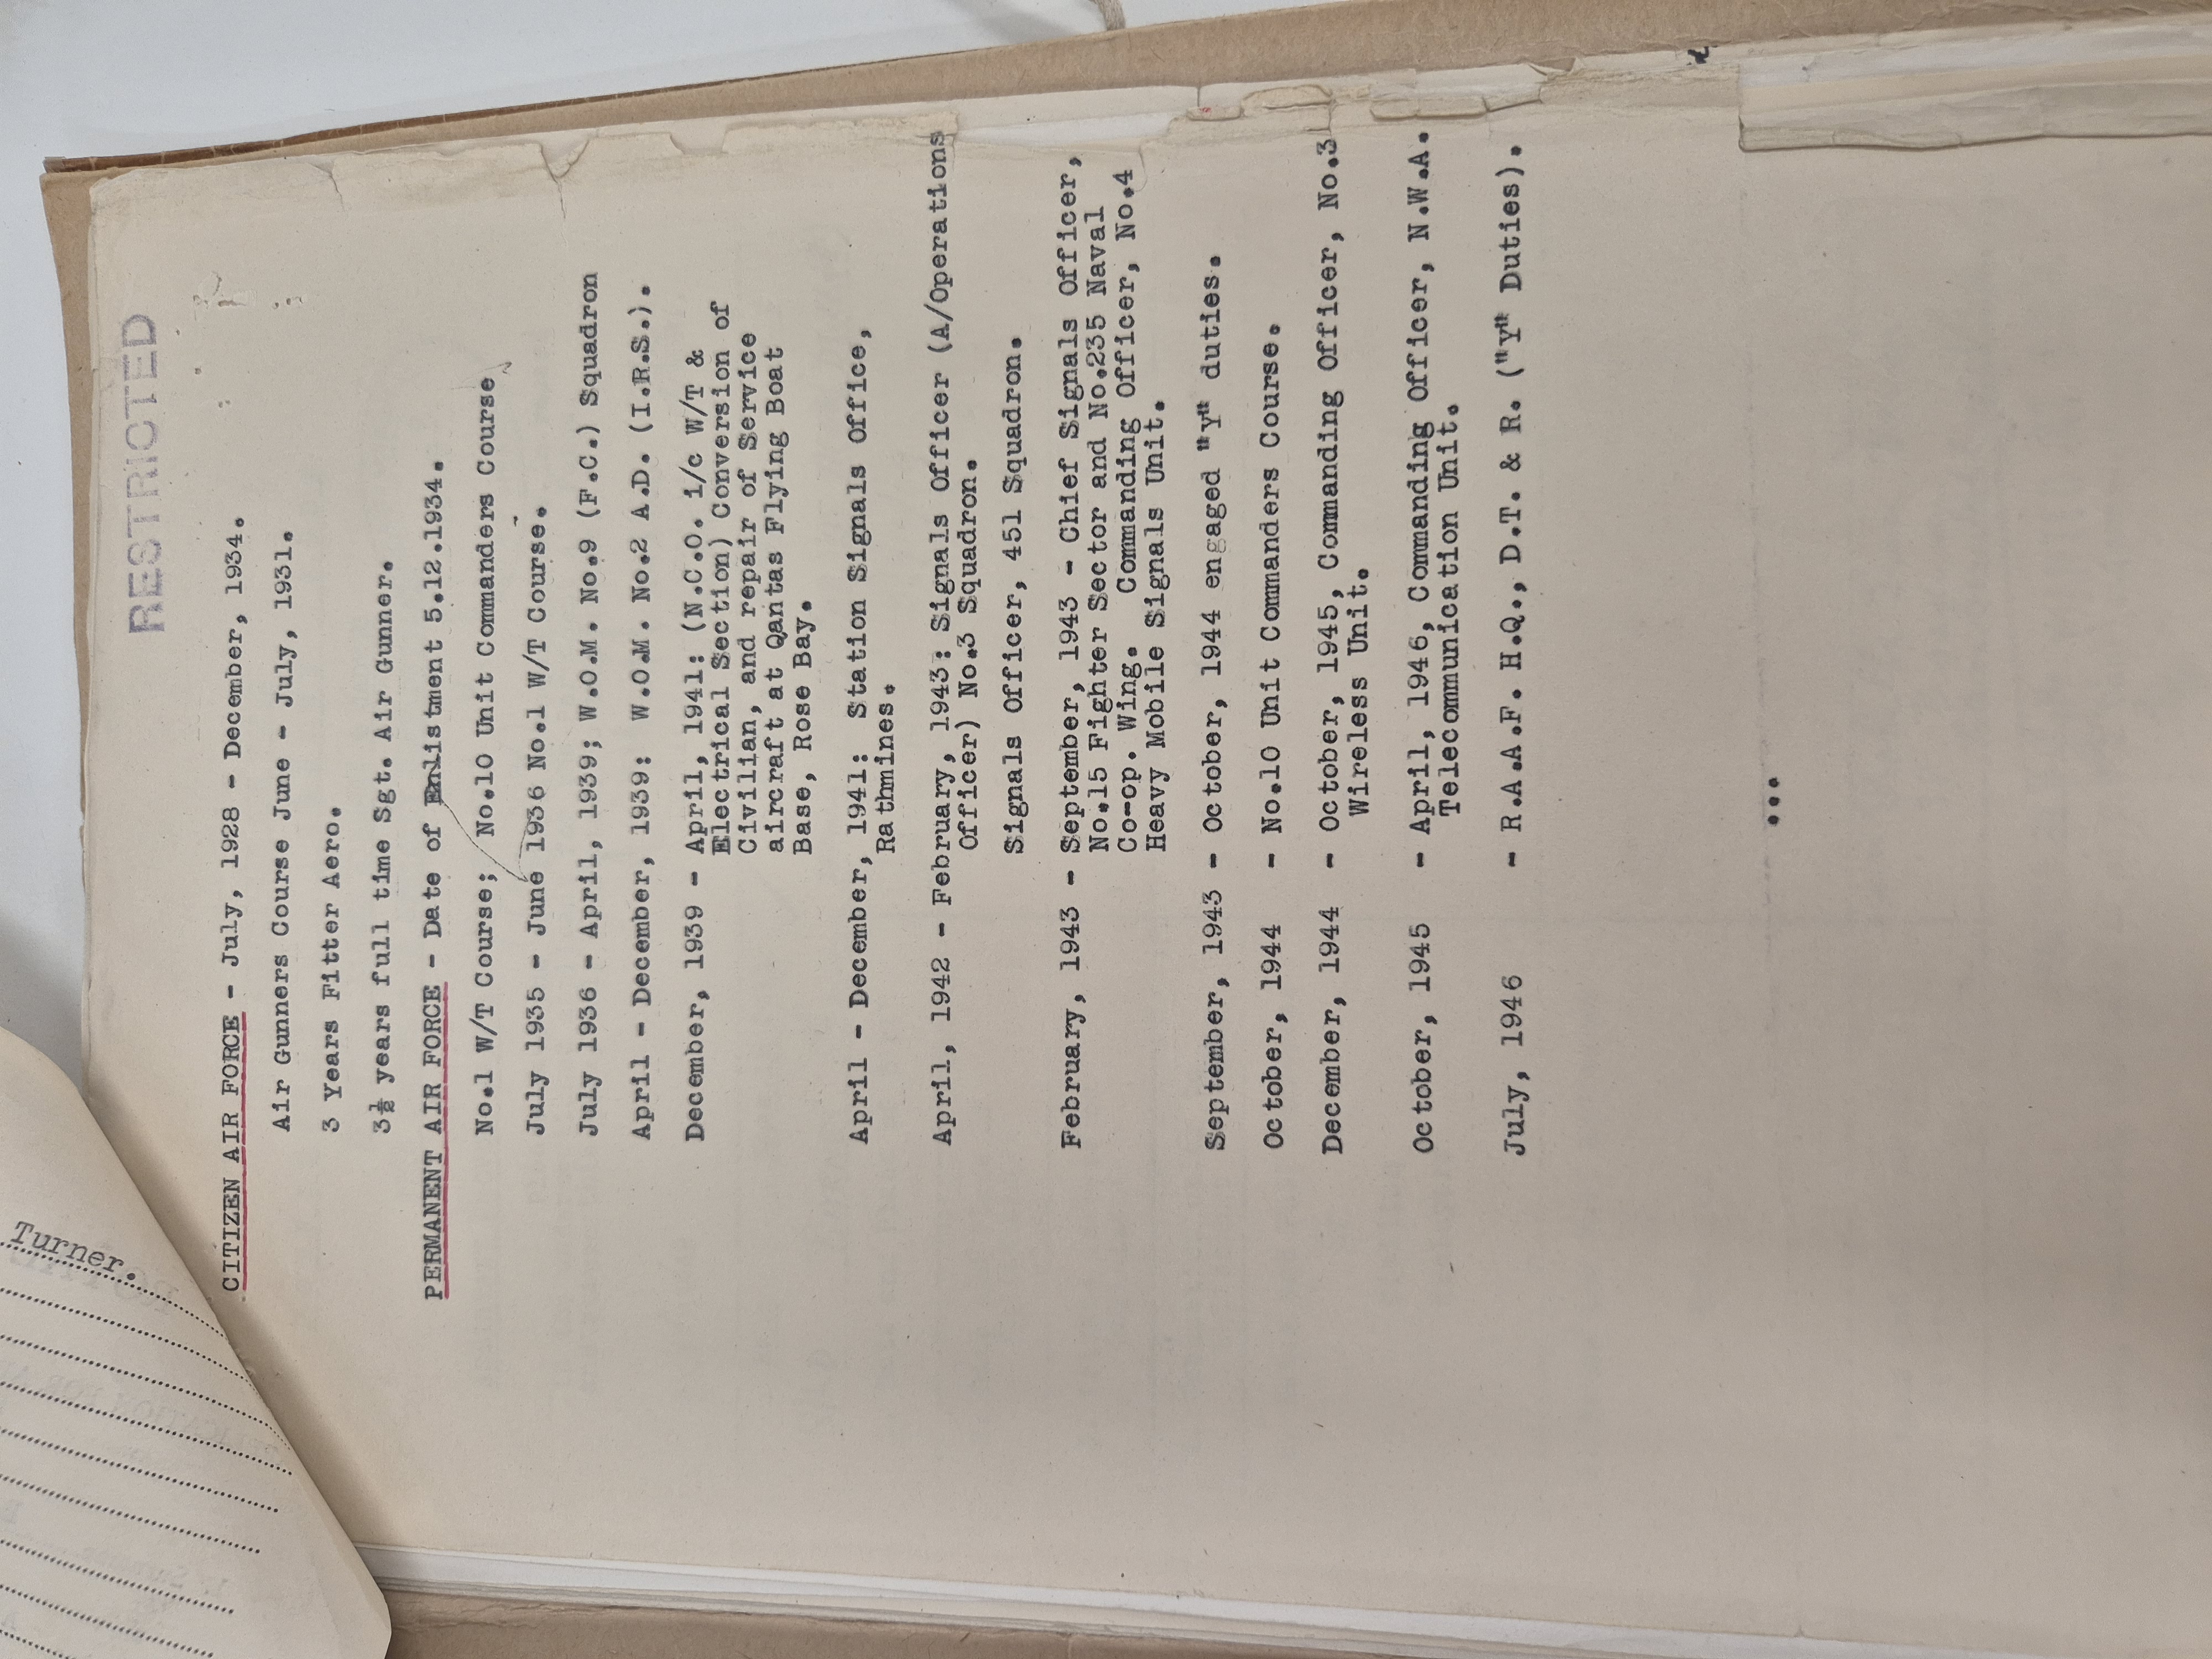 RESTRICTED
CITIZEN AIR FORCE - July, 1928 - December, 1934.
Air Gunners Course June - July, 1931.
3 Years Fitter Aero.
3½ years full time Sgt. Air Gunner.
PERMANENT AIR FORCE - Date of Enlistment 5.12.1934.
No.1 W/T Course; No.10 Unit Commanders Course
July 1935 - June 1936 No.1 W/T Course.
July 1936 - April, 1939; W.O.M. No.9 (F.C.) Squadron
April - December, 1939: W.O.M. No.2 A.D. (I.R.S.).
December, 1939 - April, 1941: (N.C.O. i/c W/T &
Electrical Section) Conversion of
Civilian, and repair of Service
aircraft at Qantas Flying Boat
Base, Rose Bay.
April - December, 1941: Station Signals Office,
Rathmines.
April, 1942 - February, 1943: Signals Officer (A/Operations
Officer) No.3 Squadron.
Signals Officer, 451 Squadron.
February, 1943 - September, 1943 - Chief Signals Officer,
No.15 Fighter Sector and No.235 Naval
Co-op. Wing. Commanding Officer, No.4
Heavy Mobile Signals Unit.
September, 1943 - October, 1944 engaged "Y" duties.
October, 1944 - No.10 Unit Commanders Course.
December, 1944 - October, 1945, Commanding Officer, No.3
Wireless Unit.
October, 1945 - April, 1946, Commanding Officer, N.W.A.
Telecommunication Unit.
July, 1946 - R.A.A.F. H.Q., D.T. & R. ("Y" Duties).
...
Turner.